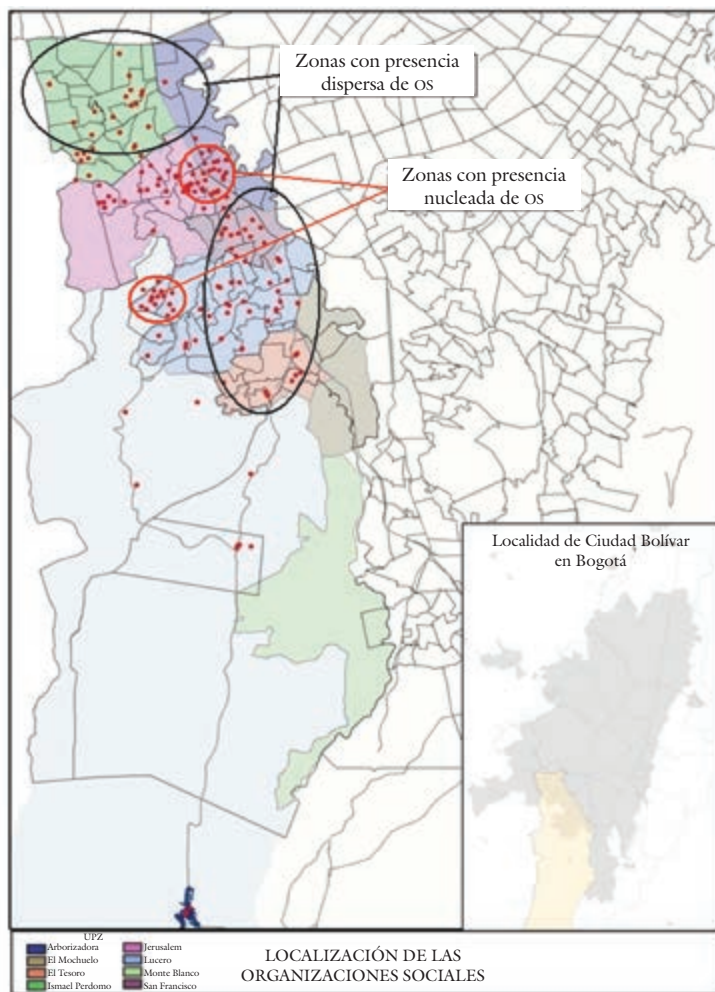 Zonas con presencia
dispersa de OS
Zonas con presencia
nucleada de OS
Localidad de Ciudad Bolívar
en Bogotá
UPZ
Arborizadora
El Mochuelo
El Tesoro
Ismael Perdomo
Jerusalem
Lucero
Monte Blanco
San Francisco
LOCALIZACIÓN DE LAS
ORGANIZACIONES SOCIALES